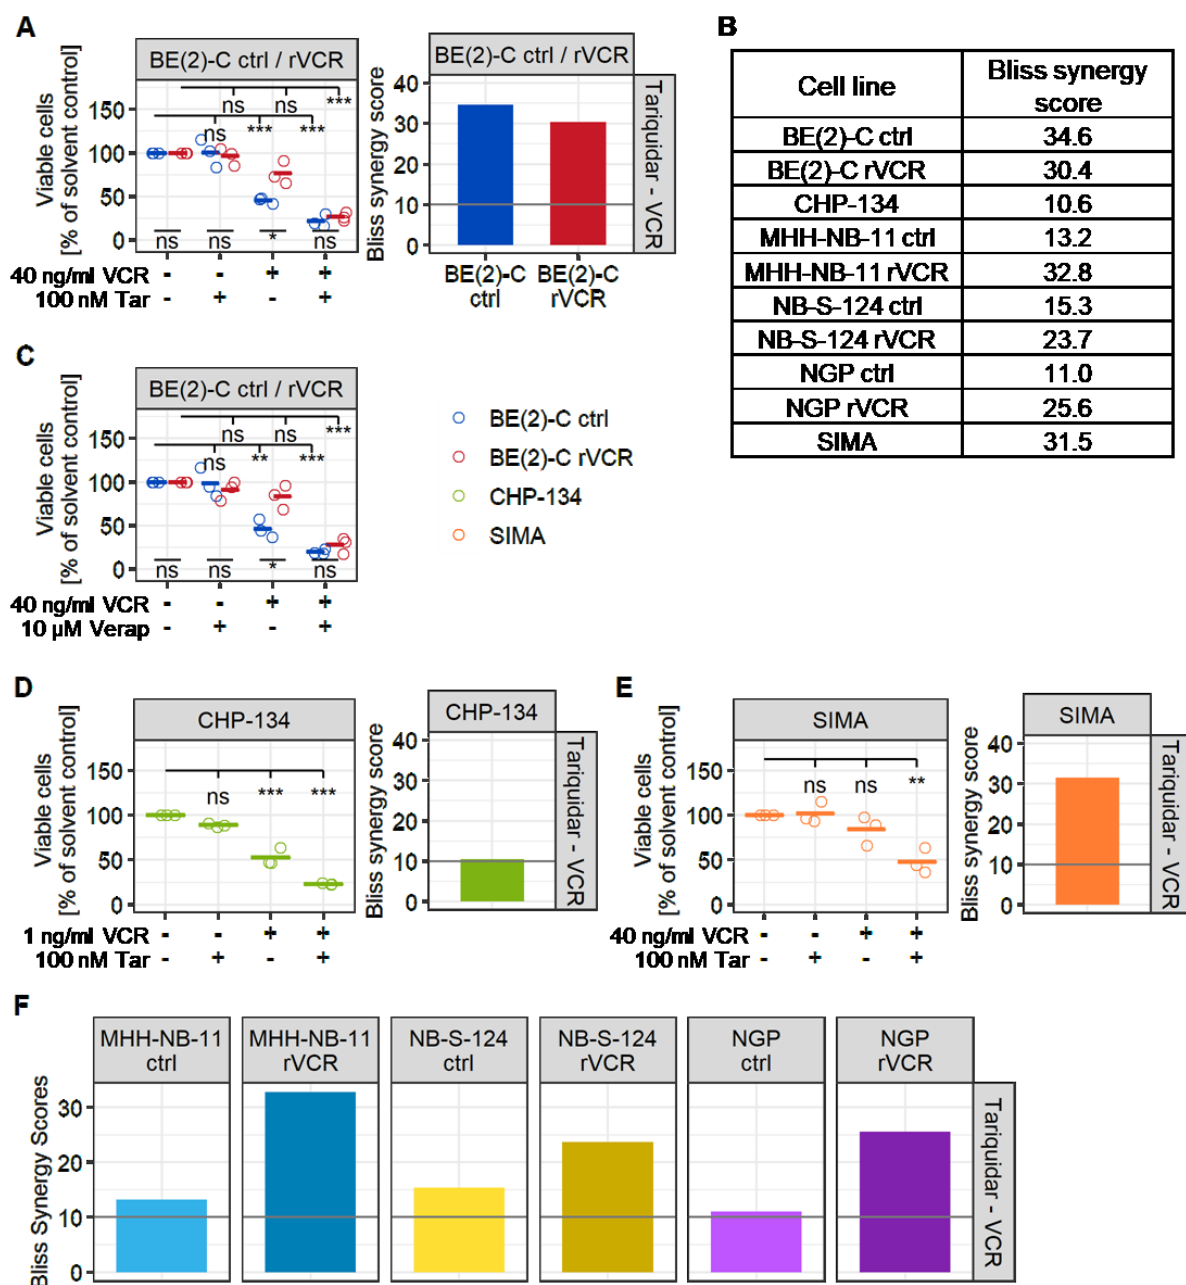 A
BE(2)-C ctrl / rVCR
Viable cells
[% of solvent control]
150
100
50
0
ns
ns
***
ns
***
***
ns
ns
*
ns
40 ng/ml VCR - - + +
100 nM Tar - + - +
BE(2)-C ctrl / rVCR
Bliss synergy score
40
30
20
10
0
BE(2)-C
ctrl
BE(2)-C
rVCR
Tariquidar - VCR
B
Cell line Bliss synergy
score
BE(2)-C ctrl 34.6
BE(2)-C rVCR 30.4
CHP-134 10.6
MHH-NB-11 ctrl 13.2
MHH-NB-11 rVCR 32.8
NB-S-124 ctrl 15.3
NB-S-124 rVCR 23.7
NGP ctrl 11.0
NGP rVCR 25.6
SIMA 31.5
C
BE(2)-C ctrl / rVCR
Viable cells
[% of solvent control]
150
100
50
0
ns
ns
***
ns
**
***
ns
ns
*
ns
40 ng/ml VCR - - + +
10 µM Verap - + - +
BE(2)-C ctrl
BE(2)-C rVCR
CHP-134
SIMA
D
CHP-134
Viable cells
[% of solvent control]
150
100
50
0
ns
***
***
1 ng/ml VCR - - + +
100 nM Tar - + - +
CHP-134
Bliss synergy score
40
30
20
10
0
Tariquidar - VCR
E
SIMA
Viable cells
[% of solvent control]
150
100
50
0
ns
ns
**
40 ng/ml VCR - - + +
100 nM Tar - + - +
SIMA
Bliss synergy score
40
30
20
10
0
Tariquidar - VCR
F
MHH-NB-11
ctrl
MHH-NB-11
rVCR
NB-S-124
ctrl
NB-S-124
rVCR
NGP
ctrl
NGP
rVCR
Bliss Synergy Scores
30
20
10
0
Tariquidar - VCR